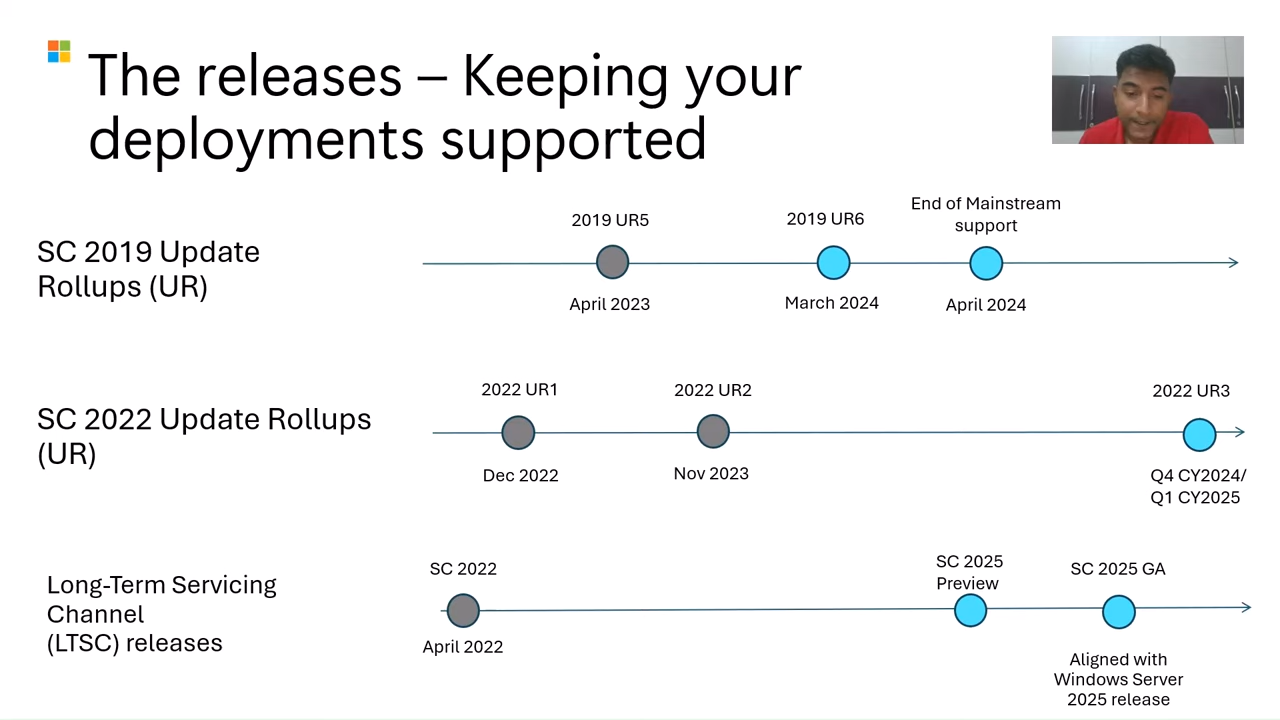 The releases – Keeping your
deployments supported
SC 2019 Update
Rollups (UR)
2019 UR5
April 2023
2019 UR6
March 2024
End of Mainstream
support
April 2024
SC 2022 Update Rollups
(UR)
2022 UR1
Dec 2022
2022 UR2
Nov 2023
2022 UR3
Q4 CY2024/
Q1 CY2025
Long-Term Servicing
Channel
(LTSC) releases
SC 2022
April 2022
SC 2025
Preview
SC 2025 GA
Aligned with
Windows Server
2025 release